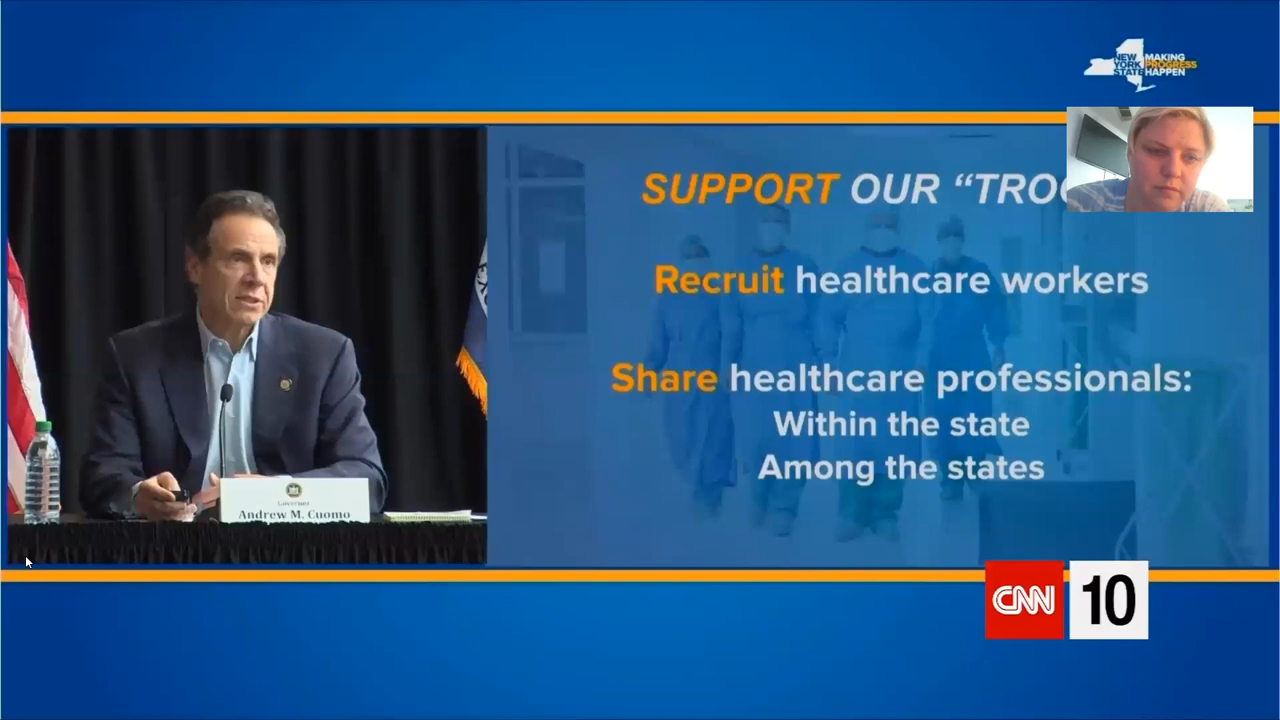 NEW
YORK
STATE
MAKING
PROGRESS
HAPPEN
SUPPORT OUR “TROO
Recruit healthcare workers
Share healthcare professionals:
Within the state
Among the states
Governor
Andrew M. Cuomo
CNN
10